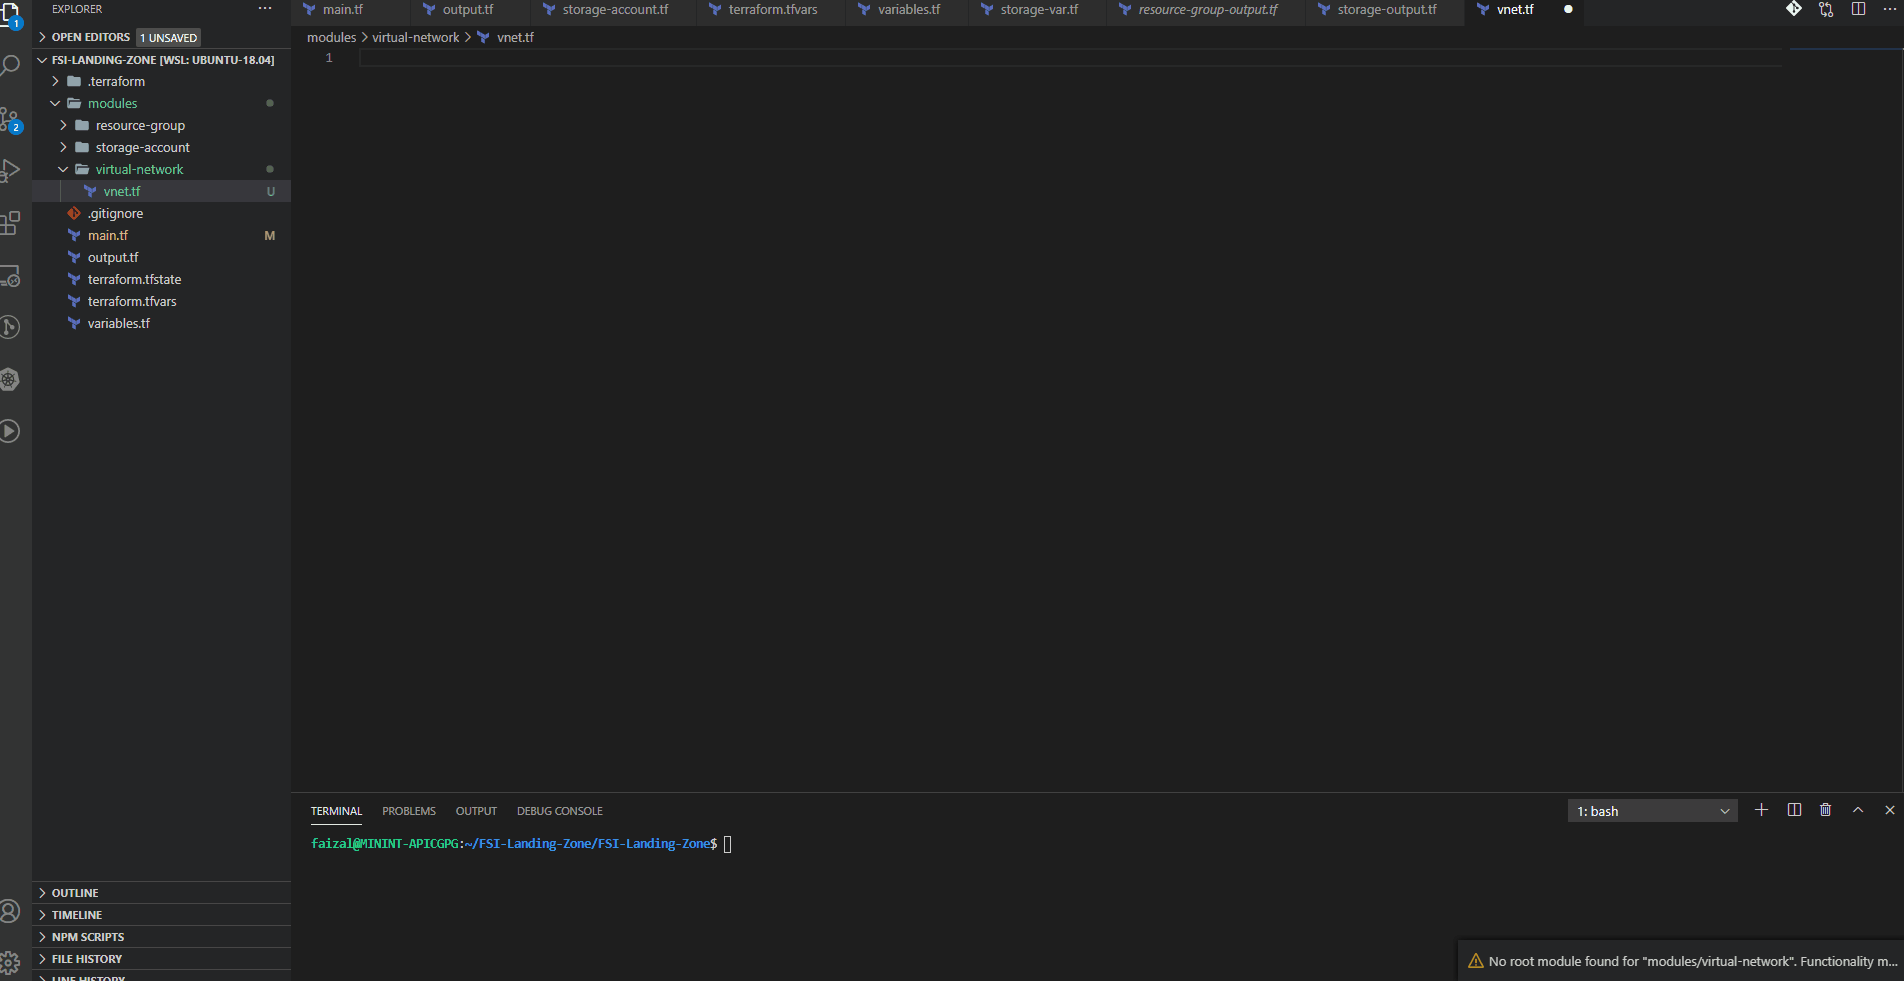 EXPLORER
···
main.tf
output.tf
storage-account.tf
terraform.tfvars
variables.tf
storage-var.tf
resource-group-output.tf
storage-output.tf
vnet.tf
···
1
OPEN EDITORS 1 UNSAVED
modules > virtual-network > vnet.tf
FSI-LANDING-ZONE [WSL: UBUNTU-18.04]
1
.terraform
modules
resource-group
2
storage-account
virtual-network
vnet.tf U
.gitignore
main.tf M
output.tf
terraform.tfstate
terraform.tfvars
variables.tf
TERMINAL PROBLEMS OUTPUT DEBUG CONSOLE
1: bash
faizal@MININT-APICGPG:~/FSI-Landing-Zone/FSI-Landing-Zone$
OUTLINE
TIMELINE
NPM SCRIPTS
FILE HISTORY
LINE HISTORY
No root module found for "modules/virtual-network". Functionality m...